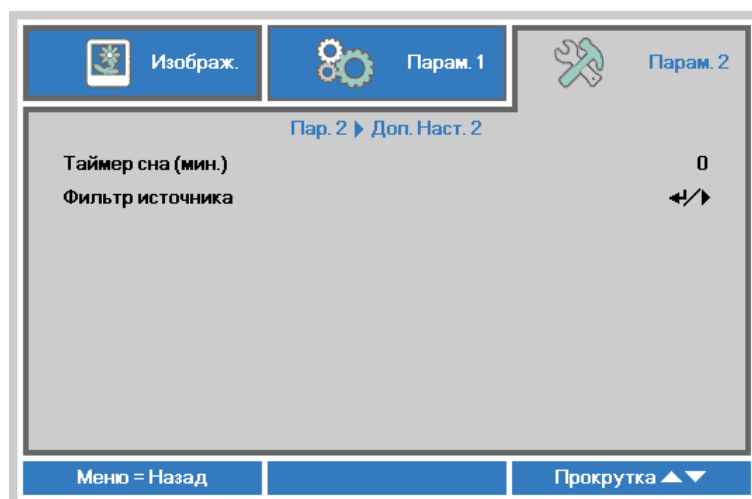 Изображ.
Парам. 1
Парам. 2
Пар. 2 ▶ Доп. Наст. 2
Таймер сна (мин.) 0
Фильтр источника ↵/▶
Меню = Назад
Прокрутка ▲▼